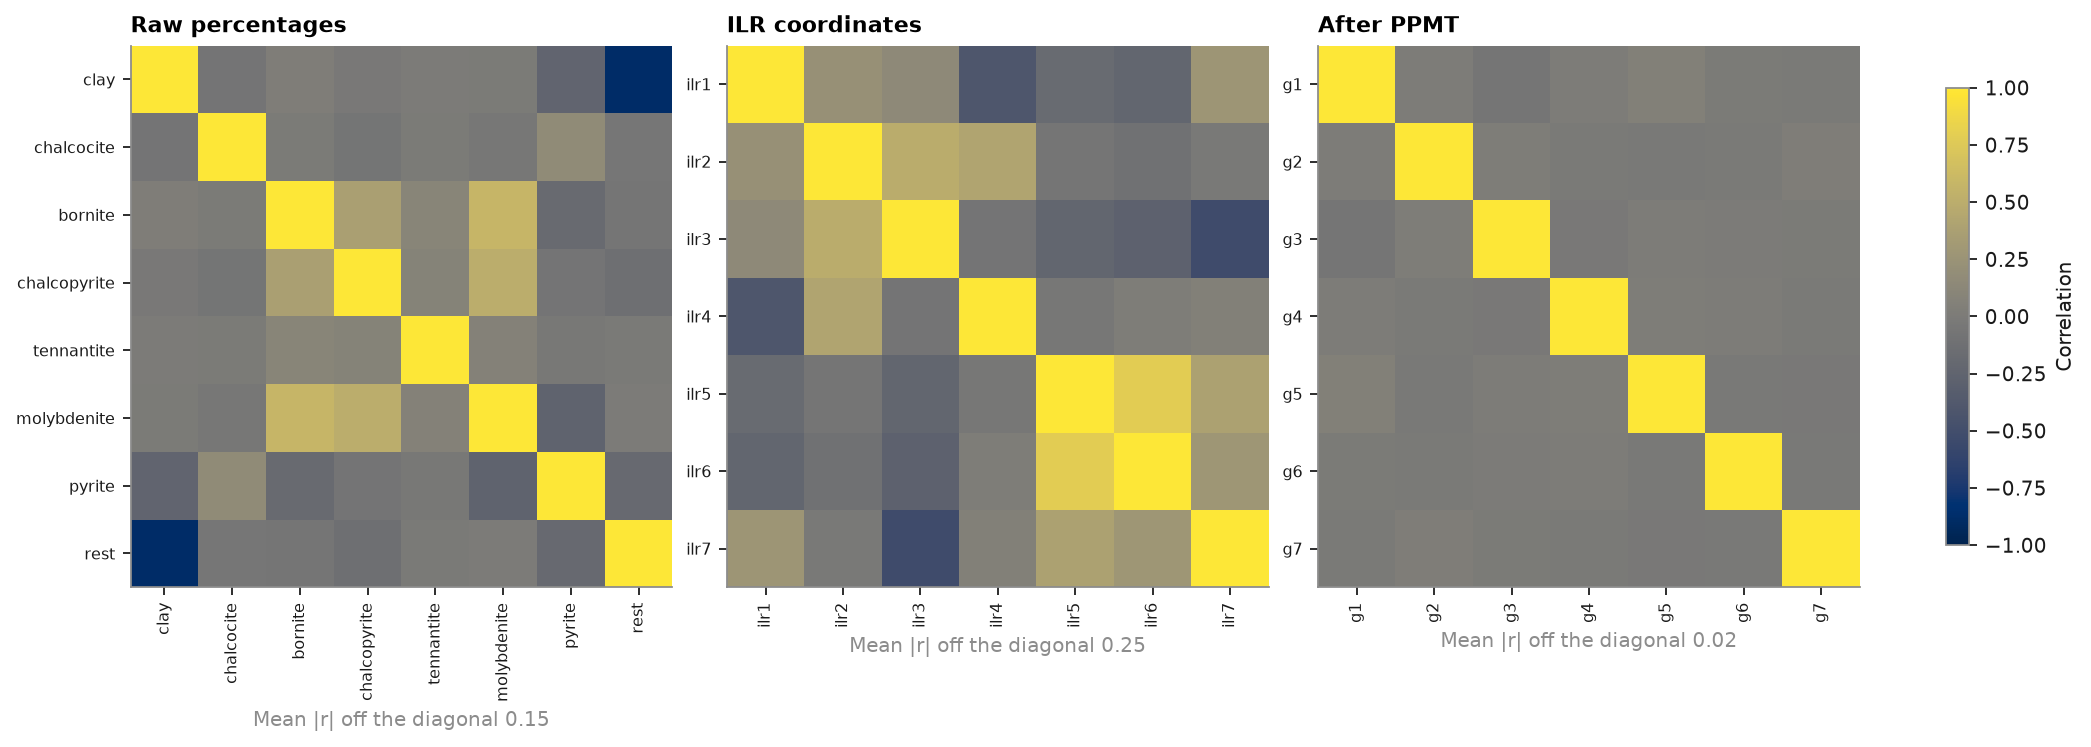 Raw percentages
clay
chalcocite
bornite
chalcopyrite
tennantite
molybdenite
pyrite
rest
clay
chalcocite
bornite
chalcopyrite
tennantite
molybdenite
pyrite
rest
Mean |r| off the diagonal 0.15
ILR coordinates
ilr1
ilr2
ilr3
ilr4
ilr5
ilr6
ilr7
ilr1
ilr2
ilr3
ilr4
ilr5
ilr6
ilr7
Mean |r| off the diagonal 0.25
After PPMT
g1
g2
g3
g4
g5
g6
g7
g1
g2
g3
g4
g5
g6
g7
Mean |r| off the diagonal 0.02
1.00
0.75
0.50
0.25
0.00
−0.25
−0.50
−0.75
−1.00
Correlation